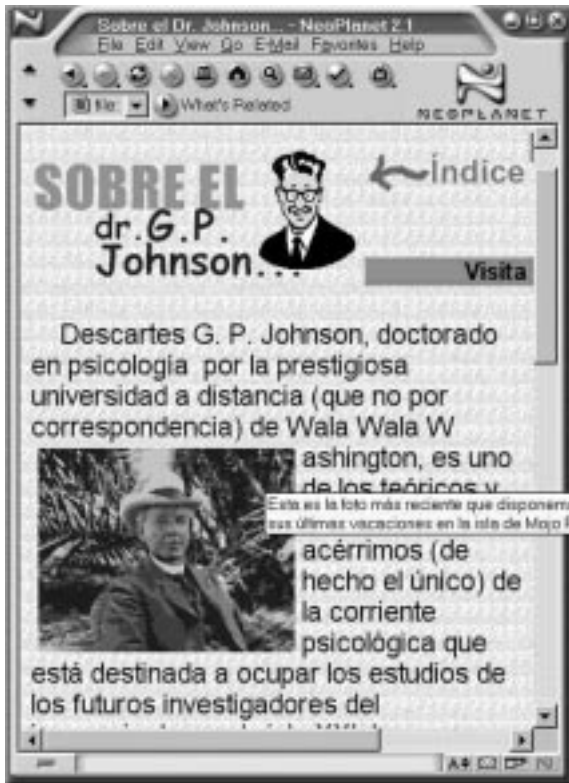 Sobre el Dr. Johnson... - NeoPlanet 2.1
File Edit View Go E-Mail Favorites Help
file: What's Related
NEOPLANET
SOBRE EL
dr.G.P.
Johnson...
Índice
Visita
Descartes G. P. Johnson, doctorado
en psicología por la prestigiosa
universidad a distancia (que no por
correspondencia) de Wala Wala W
ashington, es uno
de los teóricos y
Esta es la foto más reciente que disponem
sus últimas vacaciones en la isla de Mojo
acérrimos (de
hecho el único) de
la corriente
psicológica que
está destinada a ocupar los estudios de
los futuros investigadores del